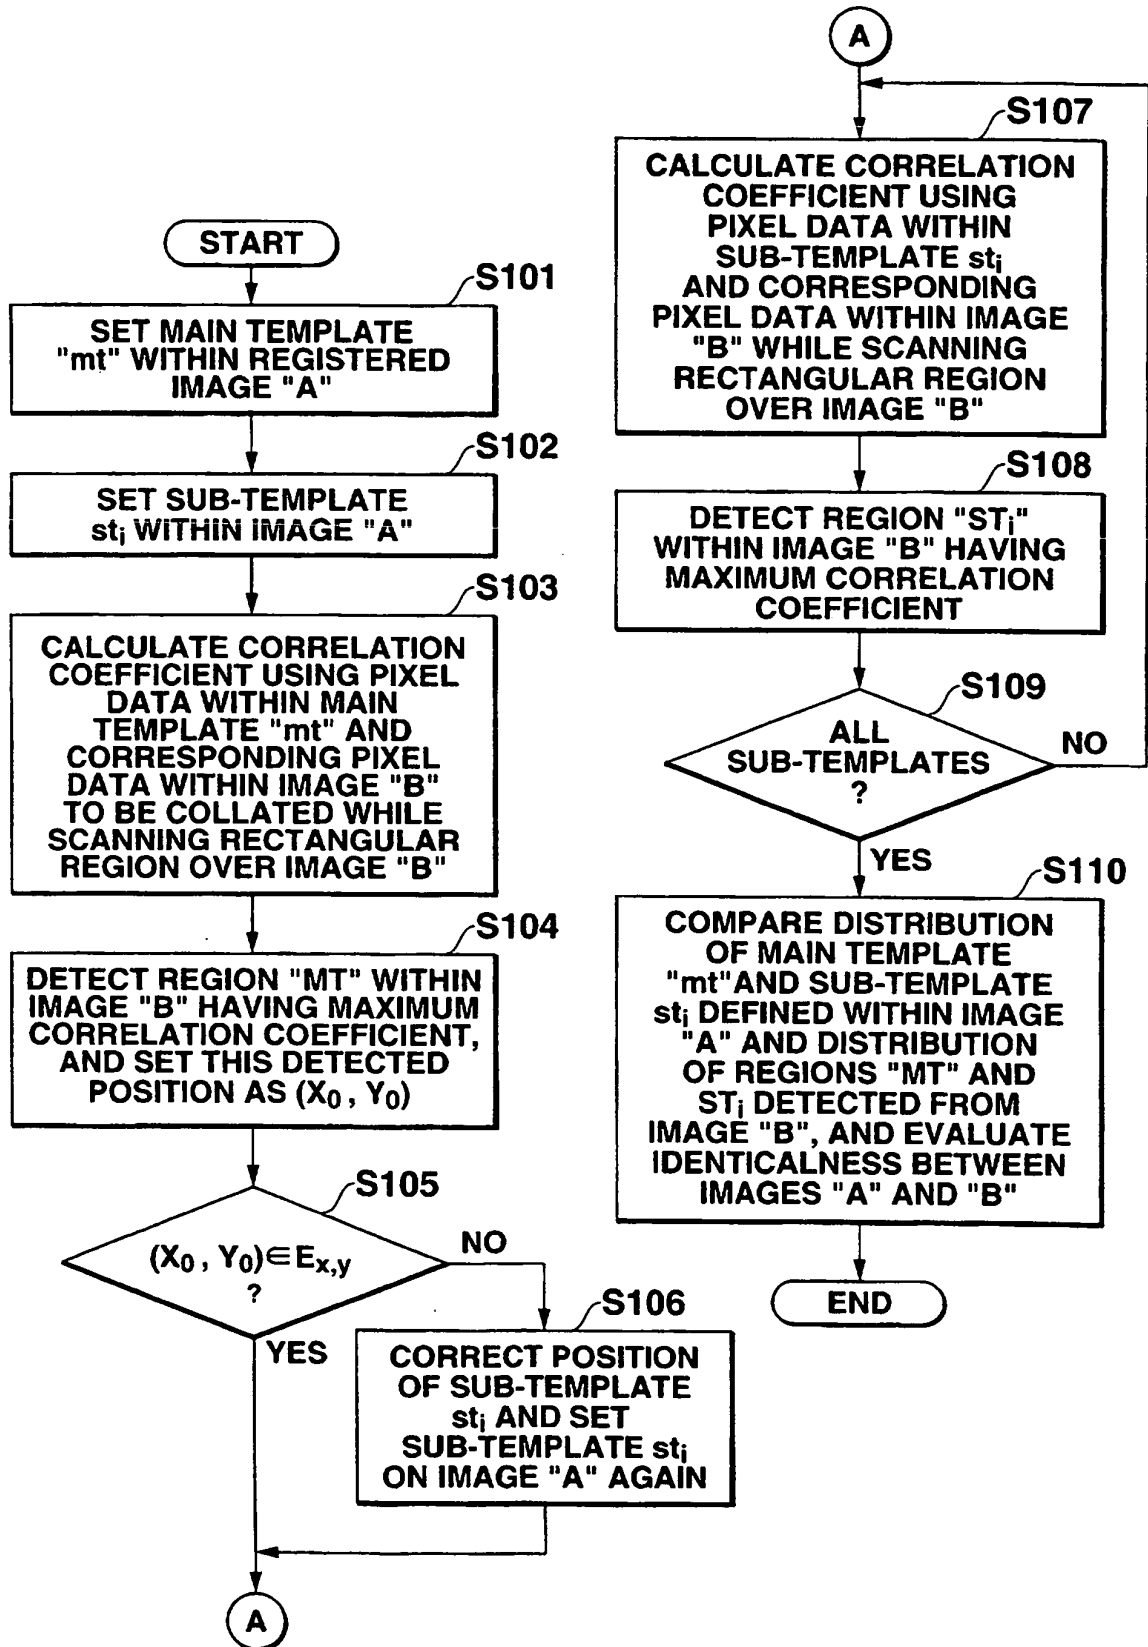 START
S101
SET MAIN TEMPLATE
"mt" WITHIN REGISTERED
IMAGE "A"
S102
SET SUB-TEMPLATE
sti WITHIN IMAGE "A"
S103
CALCULATE CORRELATION
COEFFICIENT USING PIXEL
DATA WITHIN MAIN
TEMPLATE "mt" AND
CORRESPONDING PIXEL
DATA WITHIN IMAGE "B"
TO BE COLLATED WHILE
SCANNING RECTANGULAR
REGION OVER IMAGE "B"
S104
DETECT REGION "MT" WITHIN
IMAGE "B" HAVING MAXIMUM
CORRELATION COEFFICIENT,
AND SET THIS DETECTED
POSITION AS (X0 , Y0)
S105
(X0 , Y0)∈Ex,y
?
NO
YES
S106
CORRECT POSITION
OF SUB-TEMPLATE
sti AND SET
SUB-TEMPLATE sti
ON IMAGE "A" AGAIN
A
A
S107
CALCULATE CORRELATION
COEFFICIENT USING
PIXEL DATA WITHIN
SUB-TEMPLATE sti
AND CORRESPONDING
PIXEL DATA WITHIN IMAGE
"B" WHILE SCANNING
RECTANGULAR REGION
OVER IMAGE "B"
S108
DETECT REGION "STi"
WITHIN IMAGE "B" HAVING
MAXIMUM CORRELATION
COEFFICIENT
S109
ALL
SUB-TEMPLATES
?
NO
YES
S110
COMPARE DISTRIBUTION
OF MAIN TEMPLATE
"mt"AND SUB-TEMPLATE
sti DEFINED WITHIN IMAGE
"A" AND DISTRIBUTION
OF REGIONS "MT" AND
STi DETECTED FROM
IMAGE "B", AND EVALUATE
IDENTICALNESS BETWEEN
IMAGES "A" AND "B"
END